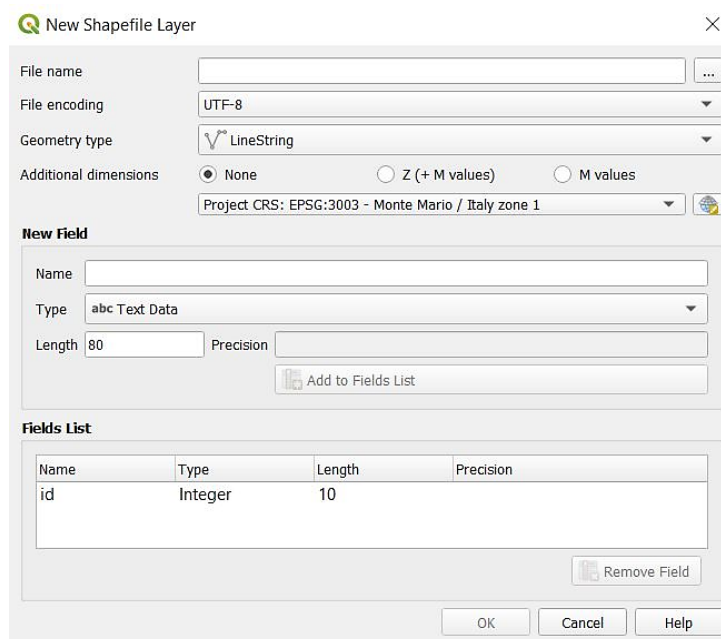 New Shapefile Layer
File name ...
File encoding UTF-8
Geometry type LineString
Additional dimensions None Z (+ M values) M values
Project CRS: EPSG:3003 - Monte Mario / Italy zone 1
New Field
Name
Type abc Text Data
Length 80 Precision
Add to Fields List
Fields List
Name Type Length Precision
id Integer 10
Remove Field
OK Cancel Help